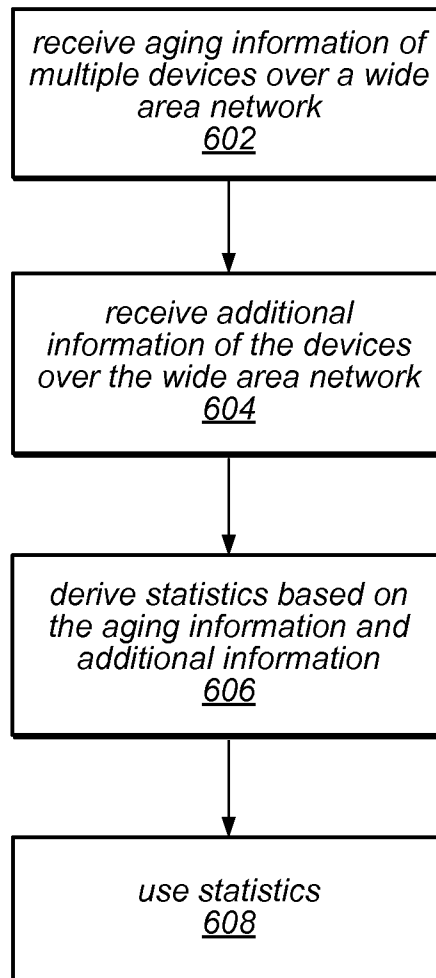 receive aging information of
multiple devices over a wide
area network
602
receive additional
information of the devices
over the wide area network
604
derive statistics based on
the aging information and
additional information
606
use statistics
608